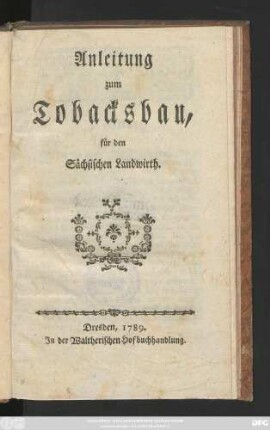 Anleitung
zum
Tobacksbau,
für den
Sächsischen Landwirth.
Dresden, 1789.
In der Waltherischen Hofbuchhandlung.